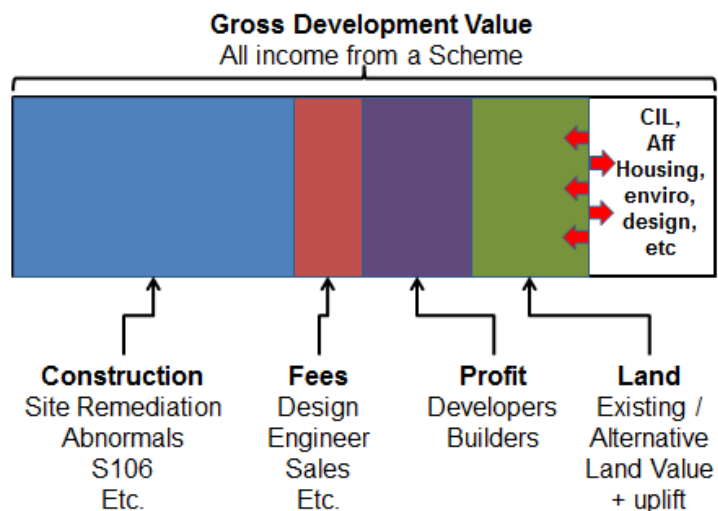 Gross Development Value
All income from a Scheme
CIL,
Aff
Housing,
enviro,
design,
etc
Construction
Site Remediation
Abnormals
S106
Etc.
Fees
Design
Engineer
Sales
Etc.
Profit
Developers
Builders
Land
Existing /
Alternative
Land Value
+ uplift